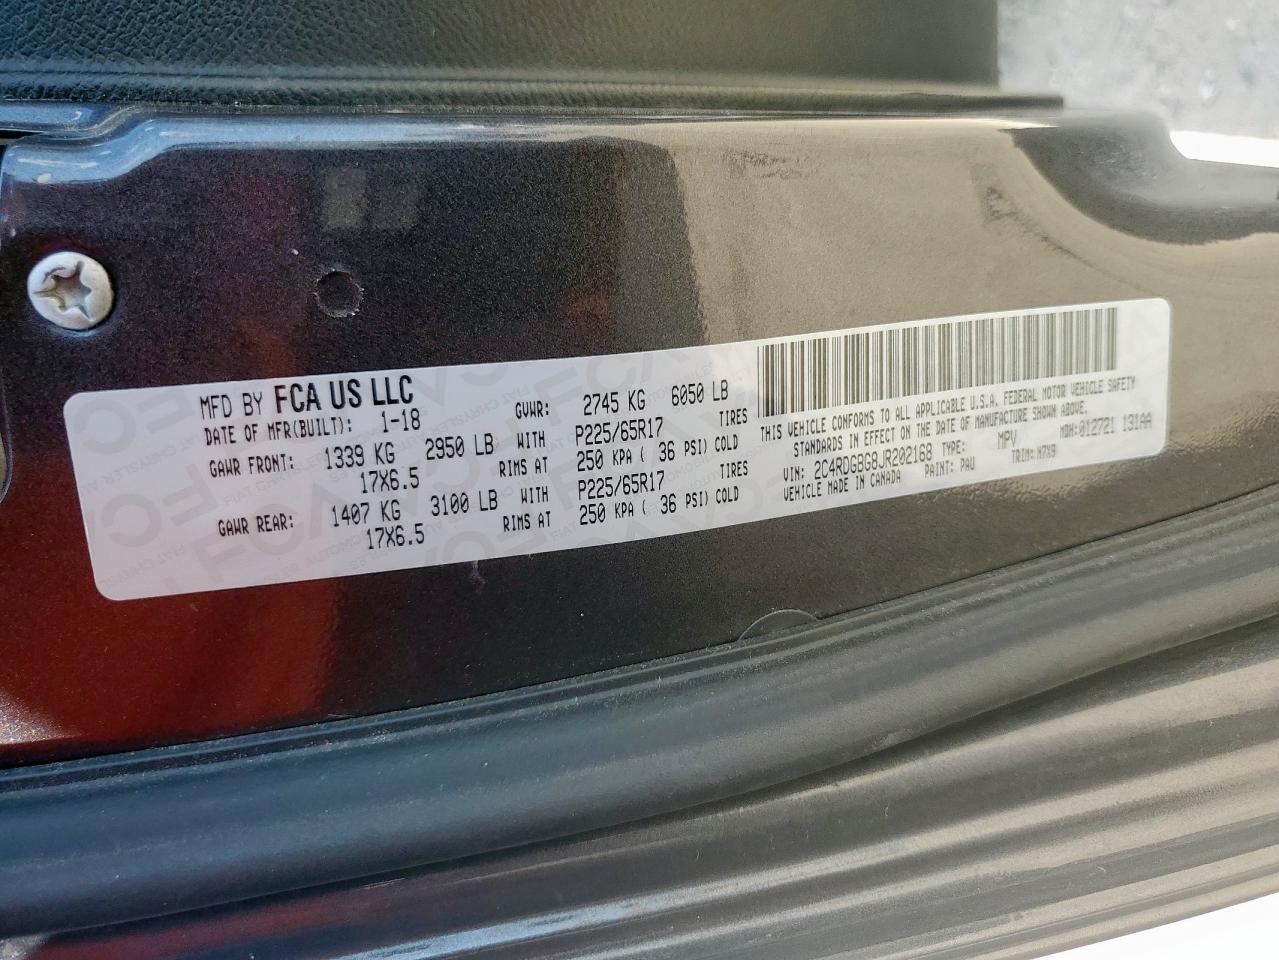 MFD BY FCA US LLC
DATE OF MFR(BUILT): 1-18 GVWR: 2745 KG 6050 LB
GAWR FRONT: 1339 KG 2950 LB WITH P225/65R17 TIRES
17X6.5 RIMS AT 250 KPA ( 36 PSI) COLD
GAWR REAR: 1407 KG 3100 LB WITH P225/65R17 TIRES
17X6.5 RIMS AT 250 KPA ( 36 PSI) COLD
THIS VEHICLE CONFORMS TO ALL APPLICABLE U.S.A. FEDERAL MOTOR VEHICLE SAFETY
STANDARDS IN EFFECT ON THE DATE OF MANUFACTURE SHOWN ABOVE.
MDH:012721 131AA
VIN: 2C4RDGBG8JR202168 TYPE: MPV
VEHICLE MADE IN CANADA PAINT: PAU TRIM:M7X9